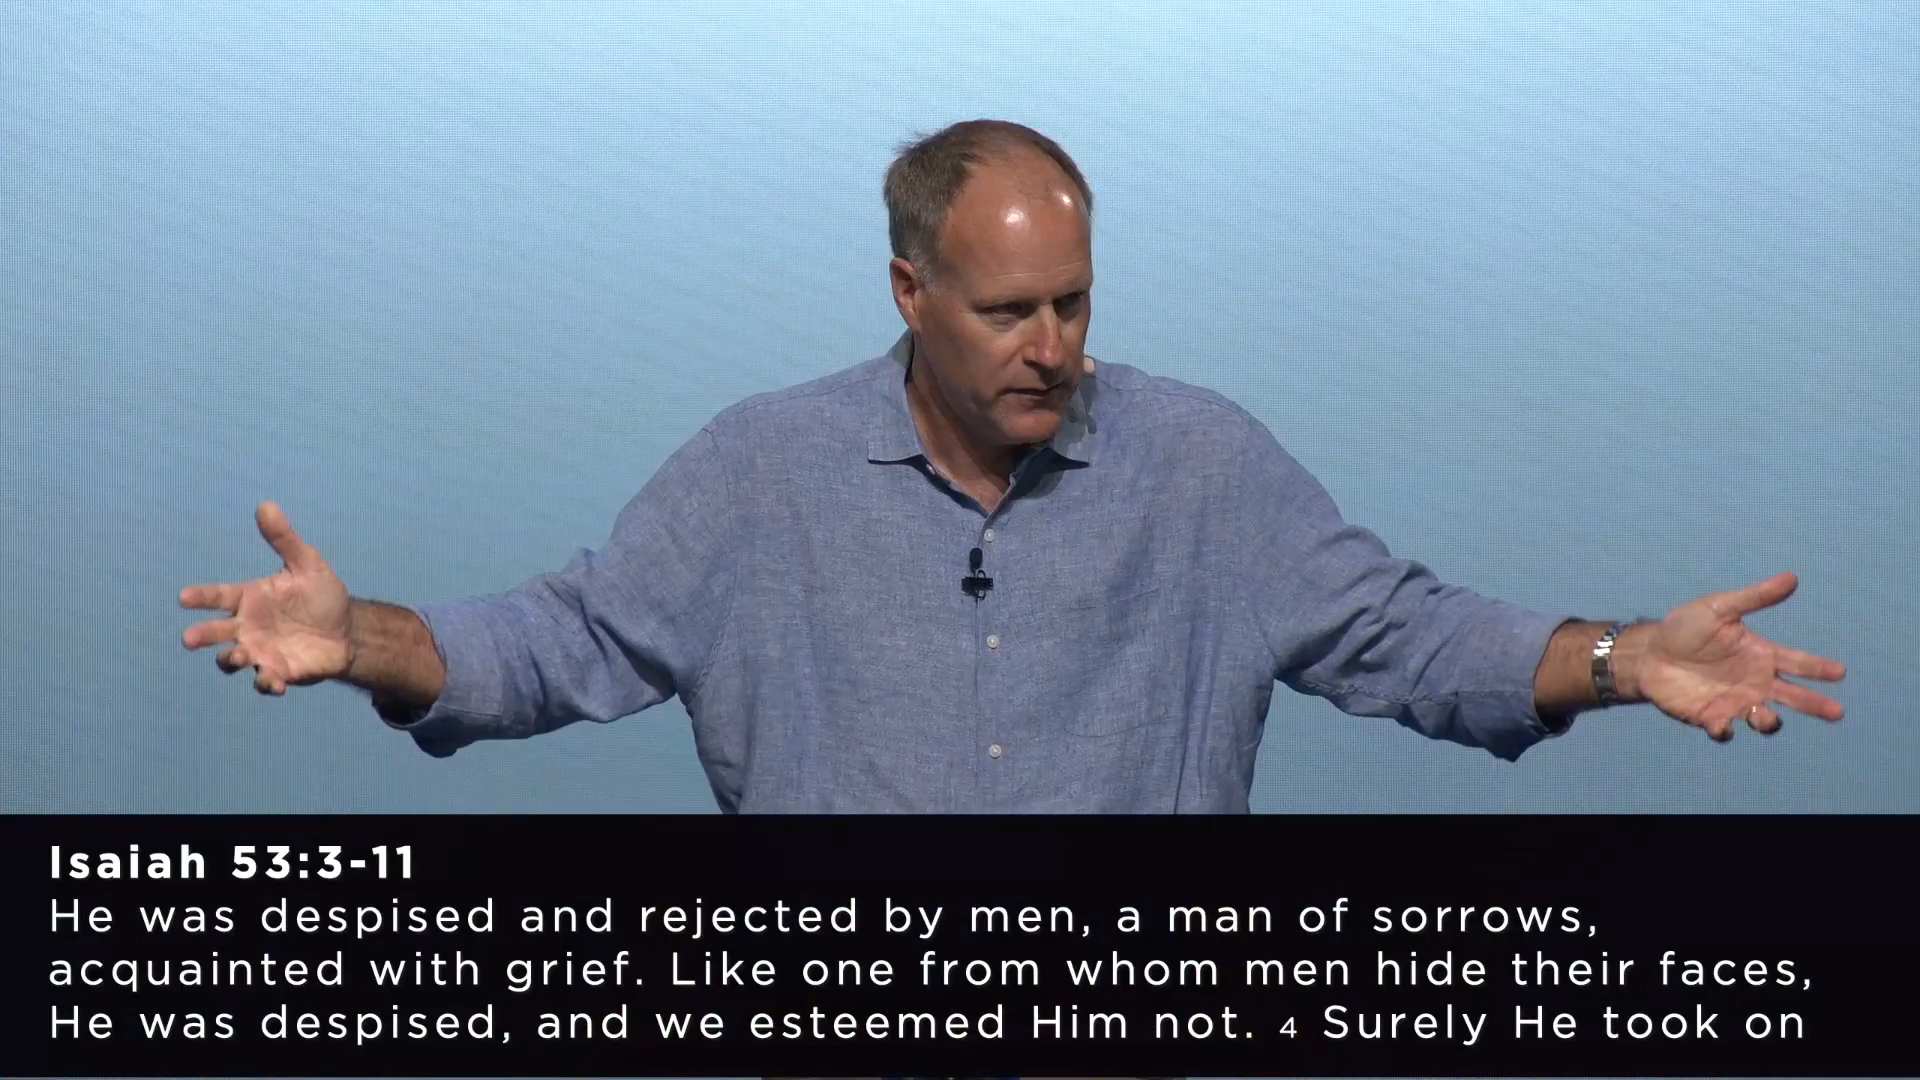 Isaiah 53:3-11
He was despised and rejected by men, a man of sorrows,
acquainted with grief. Like one from whom men hide their faces,
He was despised, and we esteemed Him not. 4 Surely He took on